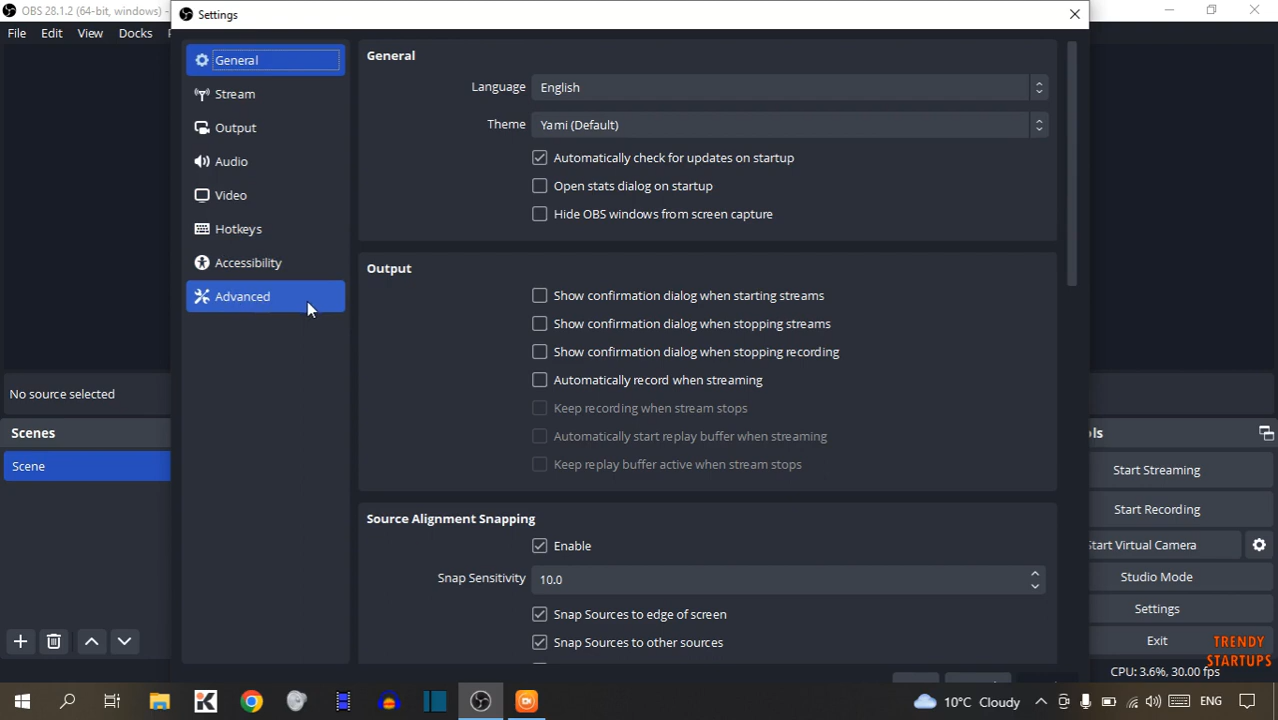 OBS 28.1.2 (64-bit, windows) -
Settings
File Edit View Docks
General
Stream
Output
Audio
Video
Hotkeys
Accessibility
Advanced
General
Language English
Theme Yami (Default)
Automatically check for updates on startup
Open stats dialog on startup
Hide OBS windows from screen capture
Output
Show confirmation dialog when starting streams
Show confirmation dialog when stopping streams
Show confirmation dialog when stopping recording
Automatically record when streaming
Keep recording when stream stops
Automatically start replay buffer when streaming
Keep replay buffer active when stream stops
Source Alignment Snapping
Enable
Snap Sensitivity 10.0
Snap Sources to edge of screen
Snap Sources to other sources
No source selected
Scenes
Scene
ls
Start Streaming
Start Recording
Start Virtual Camera
Studio Mode
Settings
Exit
TRENDY
STARTUPS
CPU: 3.6%, 30.00 fps
10°C Cloudy
ENG